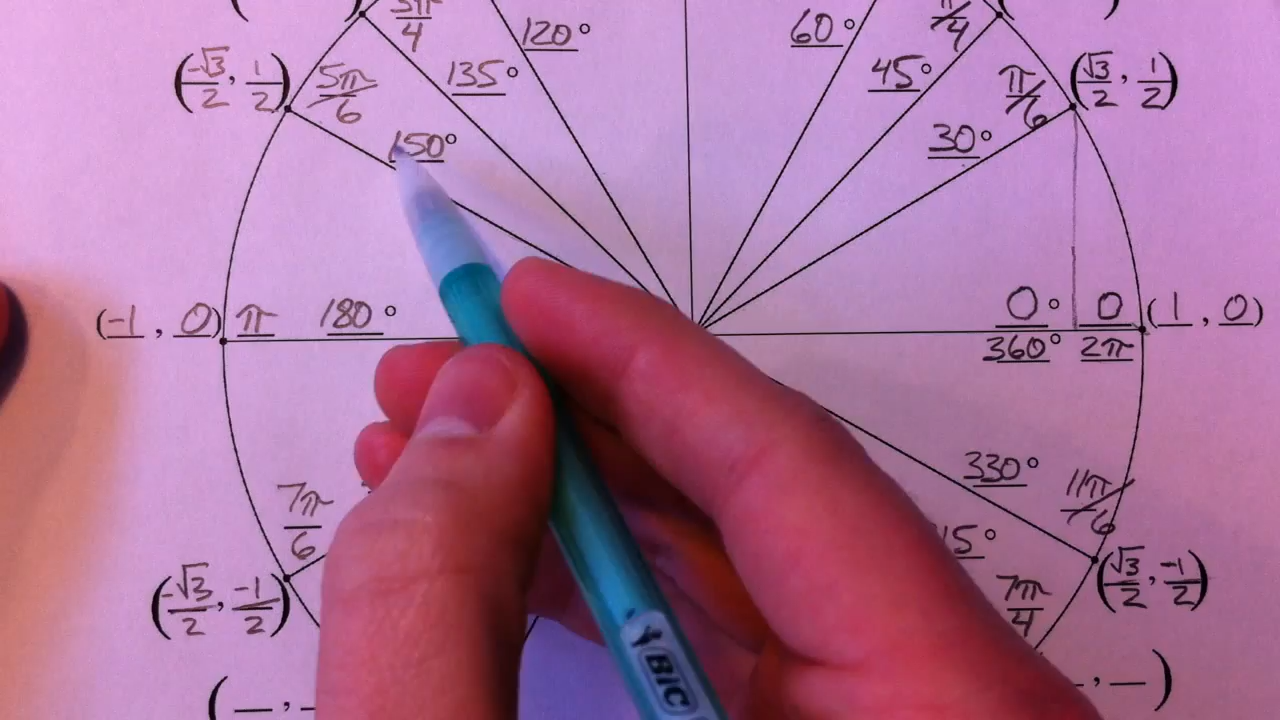 3π/4
120°
60°
π/4
(-√3/2, 1/2)
5π/6
135°
45°
π/6
(√3/2, 1/2)
150°
30°
(-1, 0)
π
180°
0°
0
(1, 0)
360°
2π
330°
11π/6
7π/6
15°
(-√3/2, -1/2)
7π/4
(√3/2, -1/2)
BIC